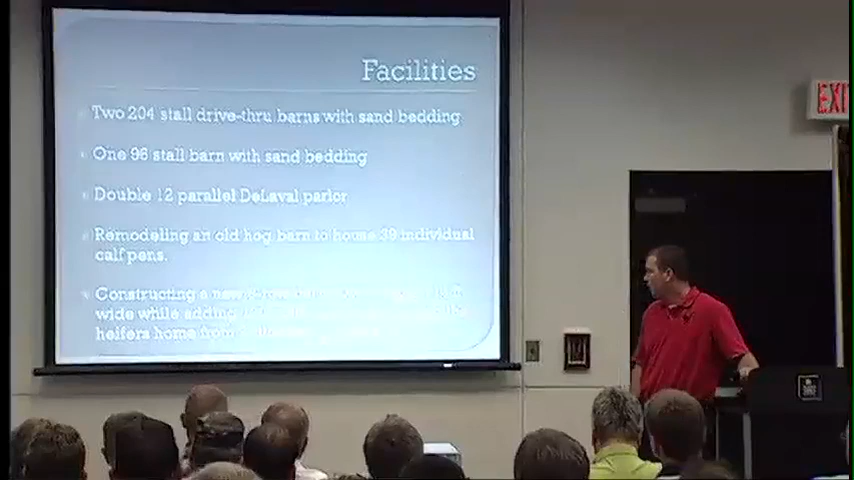 Facilities
Two 204 stall drive-thru barns with sand bedding
One 96 stall barn with sand bedding
Double 12 parallel DeLaval parlor
Remodeling an old hog barn to house 39 individual
calf pens.
Constructing a new
wide while adding
heifers home from
EXI